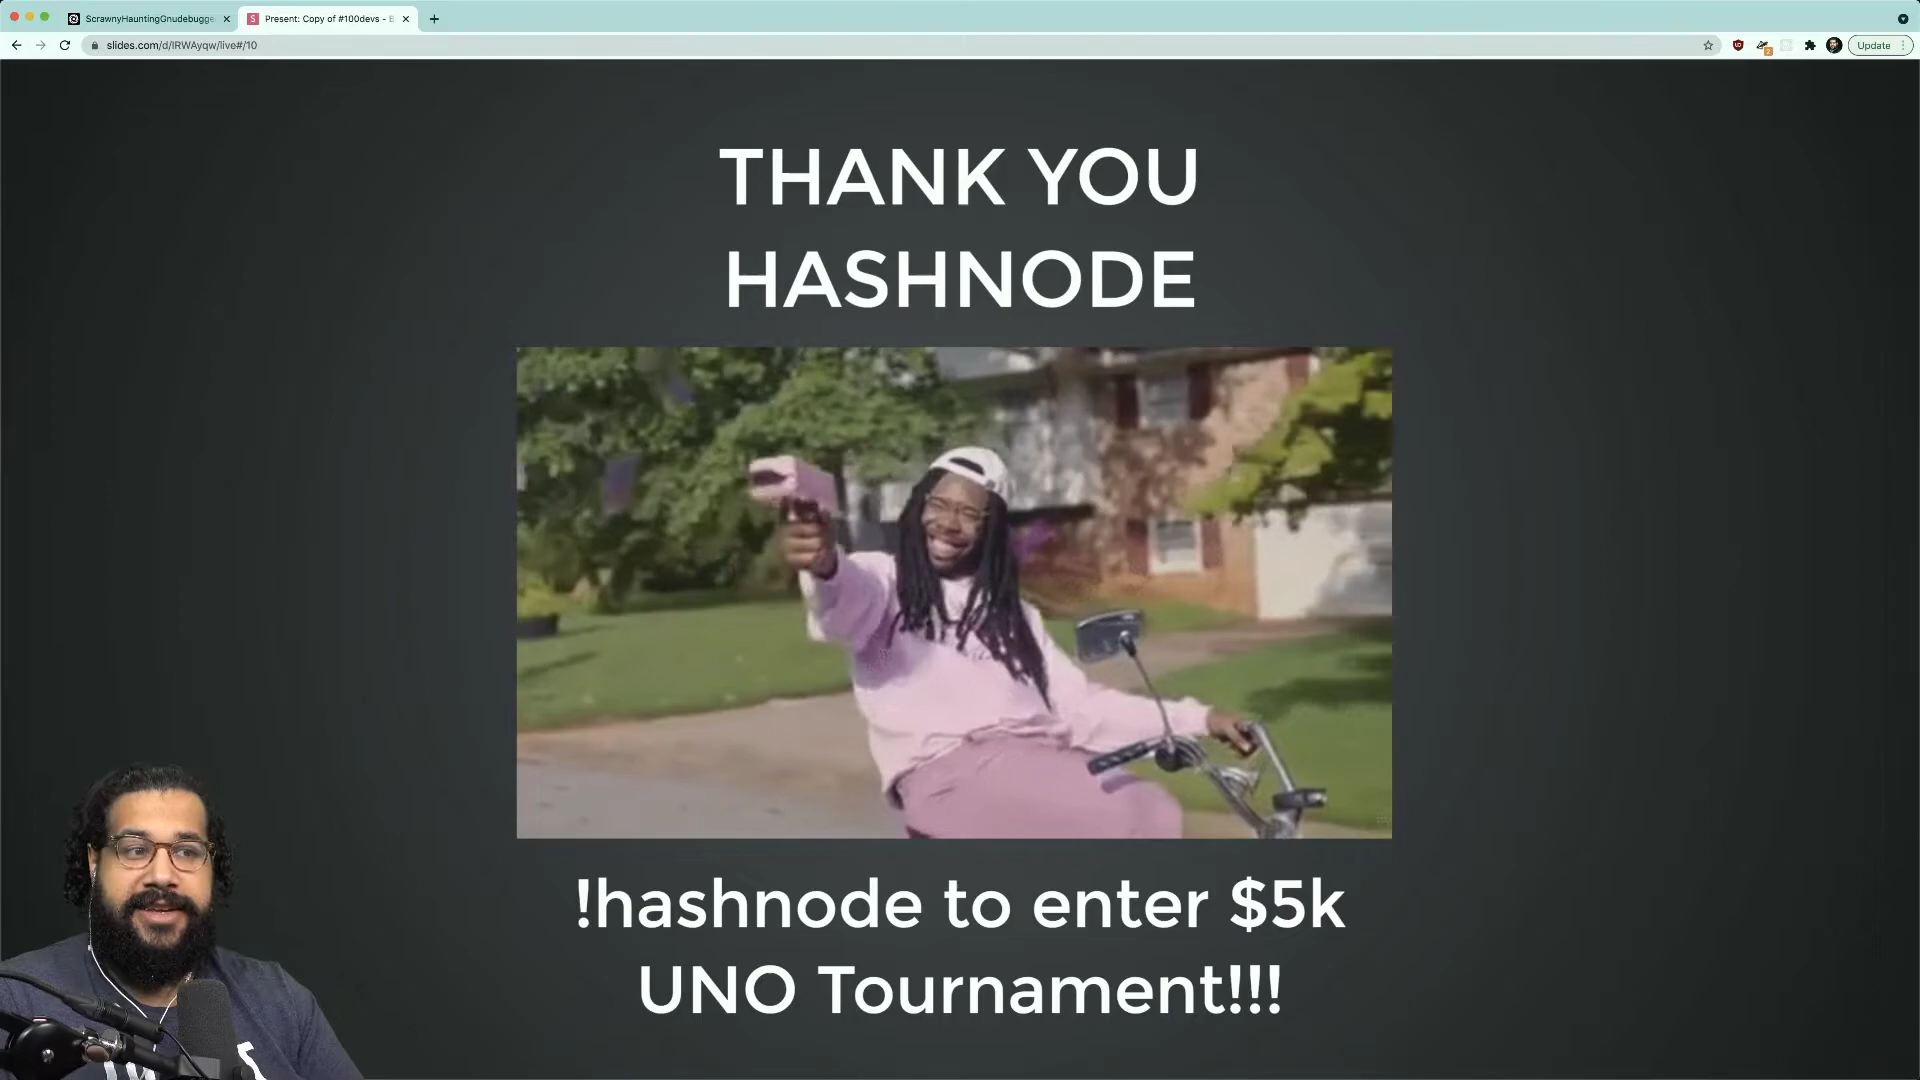 ScrawnyHauntingGnudebugge
Present: Copy of #100devs - E
slides.com/d/lRWAyqw/live#/10
2
Update
THANK YOU
HASHNODE
!hashnode to enter $5k
UNO Tournament!!!